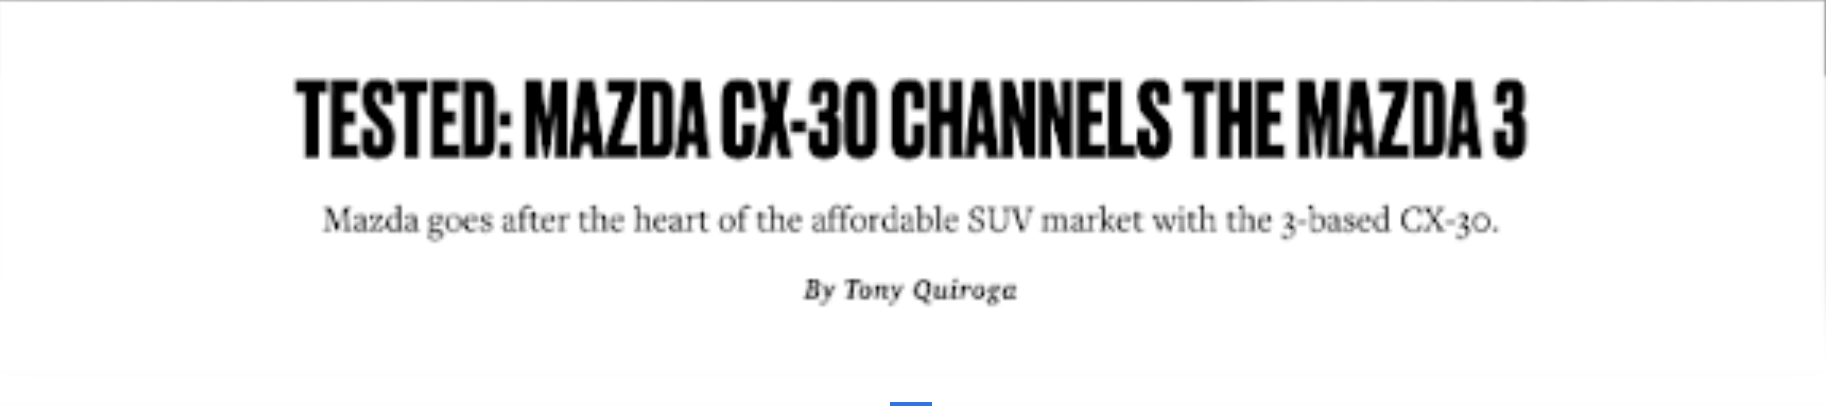 TESTED: MAZDA CX-30 CHANNELS THE MAZDA 3
Mazda goes after the heart of the affordable SUV market with the 3-based CX-30.
By Tony Quiroga